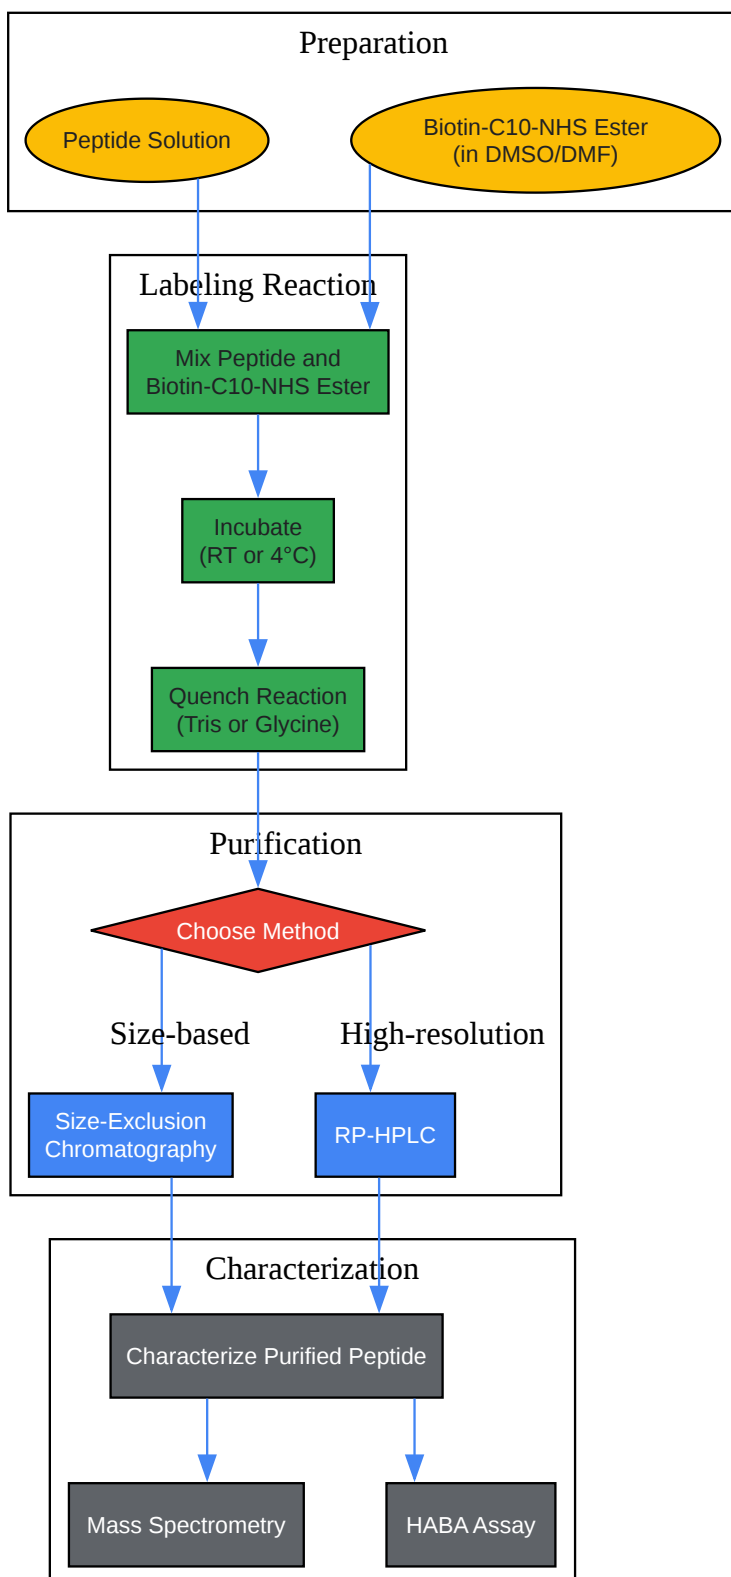 Preparation
Peptide Solution
Biotin-C10-NHS Ester
(in DMSO/DMF)
Labeling Reaction
Mix Peptide and
Biotin-C10-NHS Ester
Incubate
(RT or 4°C)
Quench Reaction
(Tris or Glycine)
Purification
Choose Method
Size-based
High-resolution
Size-Exclusion
Chromatography
RP-HPLC
Characterization
Characterize Purified Peptide
Mass Spectrometry
HABA Assay